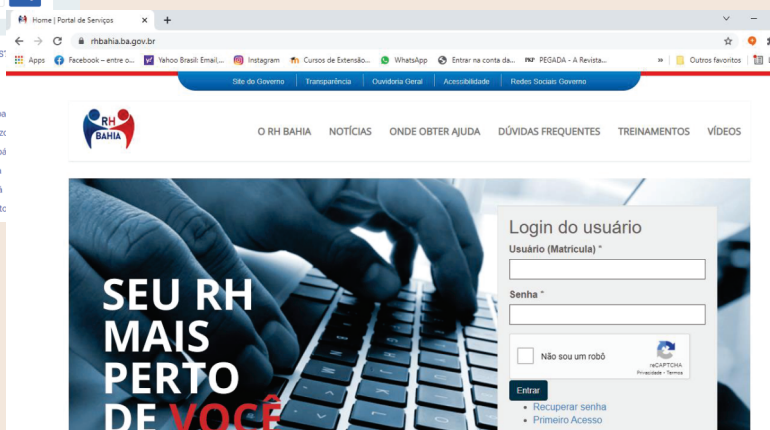 Home | Portal de Serviços
rhbahia.ba.gov.br
Apps Facebook – entre o... Yahoo Brasil: Email,... Instagram Cursos de Extensão... WhatsApp Entrar na conta da... PEGADA - A Revista... » Outros favoritos
Site do Governo Transparência Ouvidoria Geral Acessibilidade Redes Sociais Governo
RH
BAHIA
O RH BAHIA NOTÍCIAS ONDE OBTER AJUDA DÚVIDAS FREQUENTES TREINAMENTOS VÍDEOS
SEU RH
MAIS
PERTO
DE VOCÊ
Login do usuário
Usuário (Matrícula) *
Senha *
Não sou um robô
reCAPTCHA
Privacidade - Termos
Entrar
Recuperar senha
Primeiro Acesso